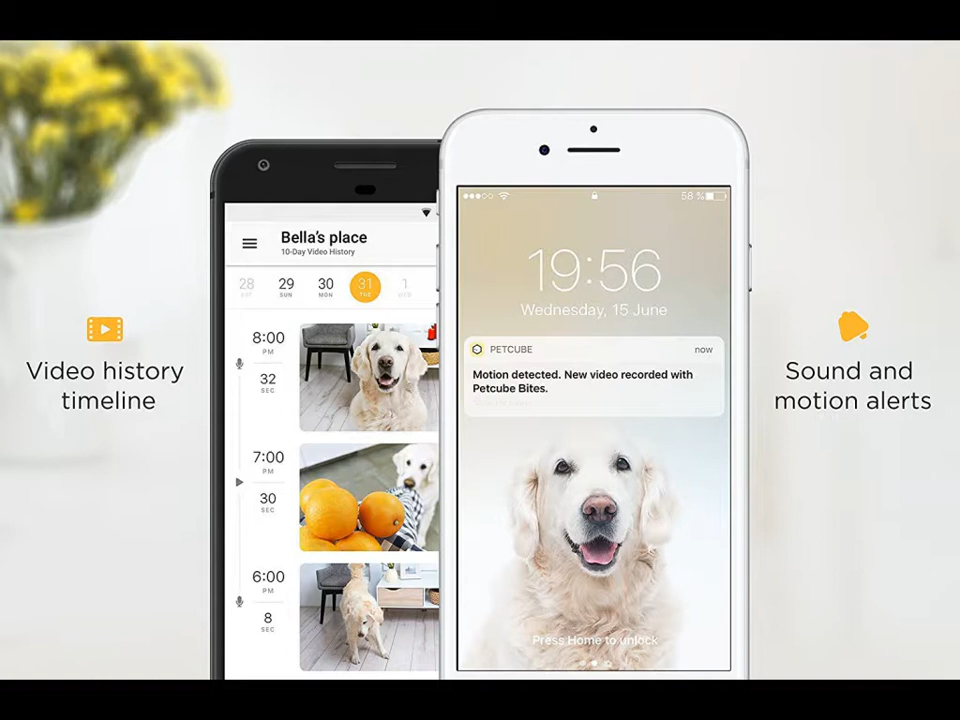 Video history
timeline
Bella's place
10-Day Video History
28 29 30 31 1
SAT SUN MON TUE WED
8:00
PM
32
SEC
7:00
PM
30
SEC
6:00
PM
8
SEC
58 %
19:56
Wednesday, 15 June
PETCUBE now
Motion detected. New video recorded with
Petcube Bites.
Press Home to unlock
Sound and
motion alerts